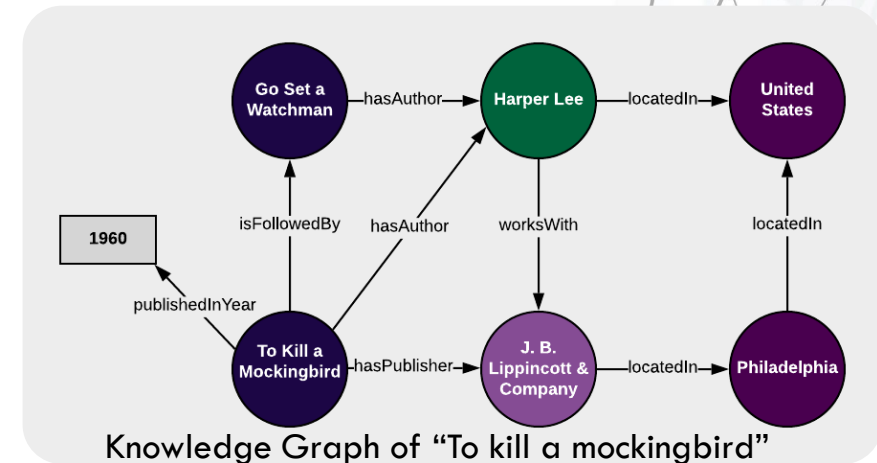 Go Set a
Watchman
hasAuthor
Harper Lee
locatedIn
United
States
isFollowedBy
hasAuthor
worksWith
locatedIn
1960
publishedInYear
To Kill a
Mockingbird
hasPublisher
J. B.
Lippincott &
Company
locatedIn
Philadelphia
Knowledge Graph of “To kill a mockingbird”